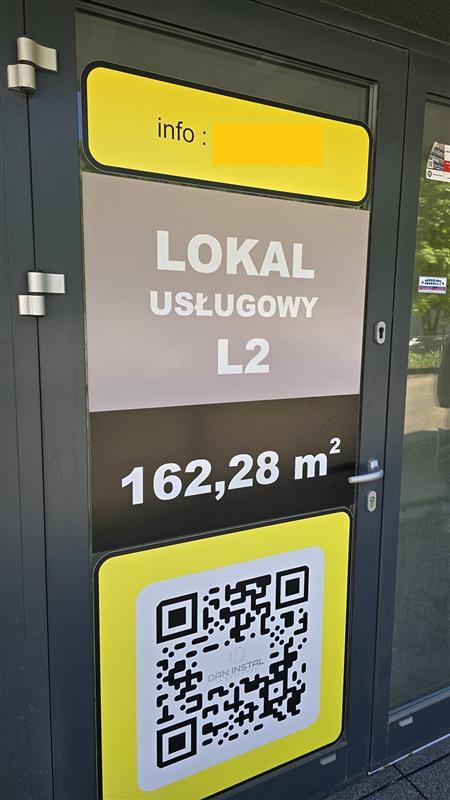 info :
LOKAL
USŁUGOWY
L2
162,28 m²
DAN INSTAL